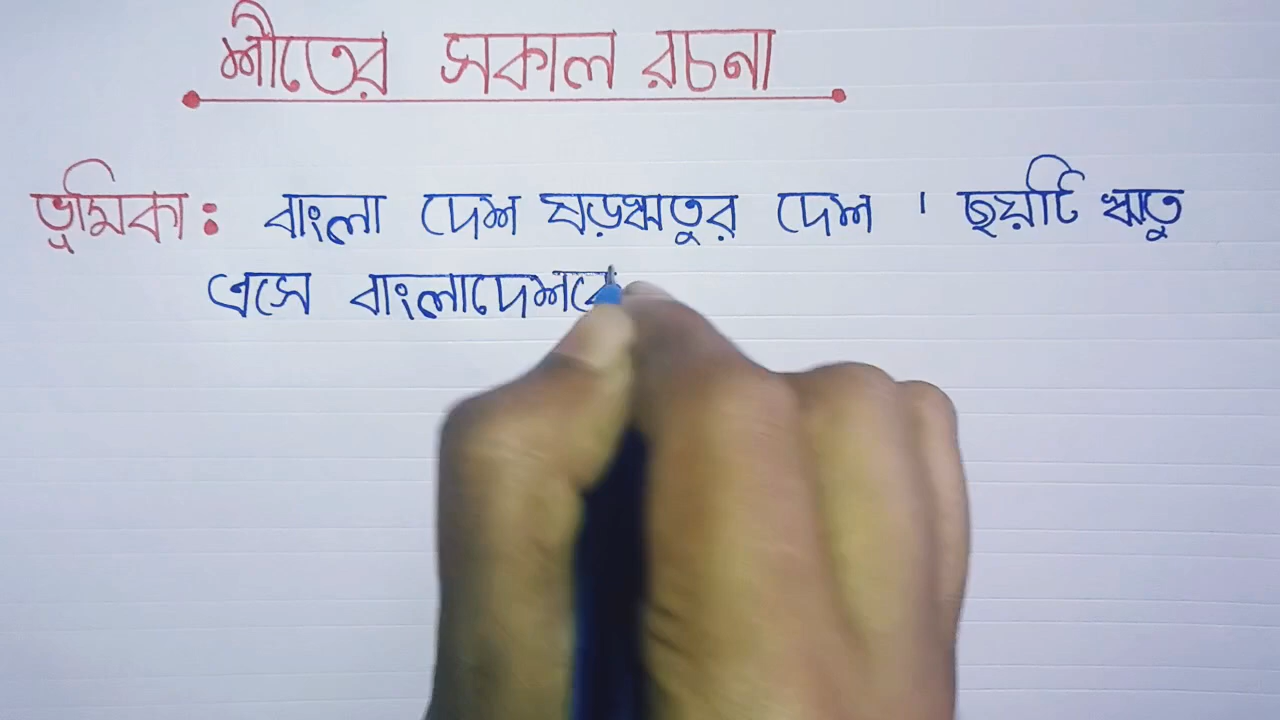 শীতের সকাল রচনা
ভূমিকা: বাংলা দেশ ষড়ঋতুর দেশ । ছয়টি ঋতু
এসে বাংলাদেশকে